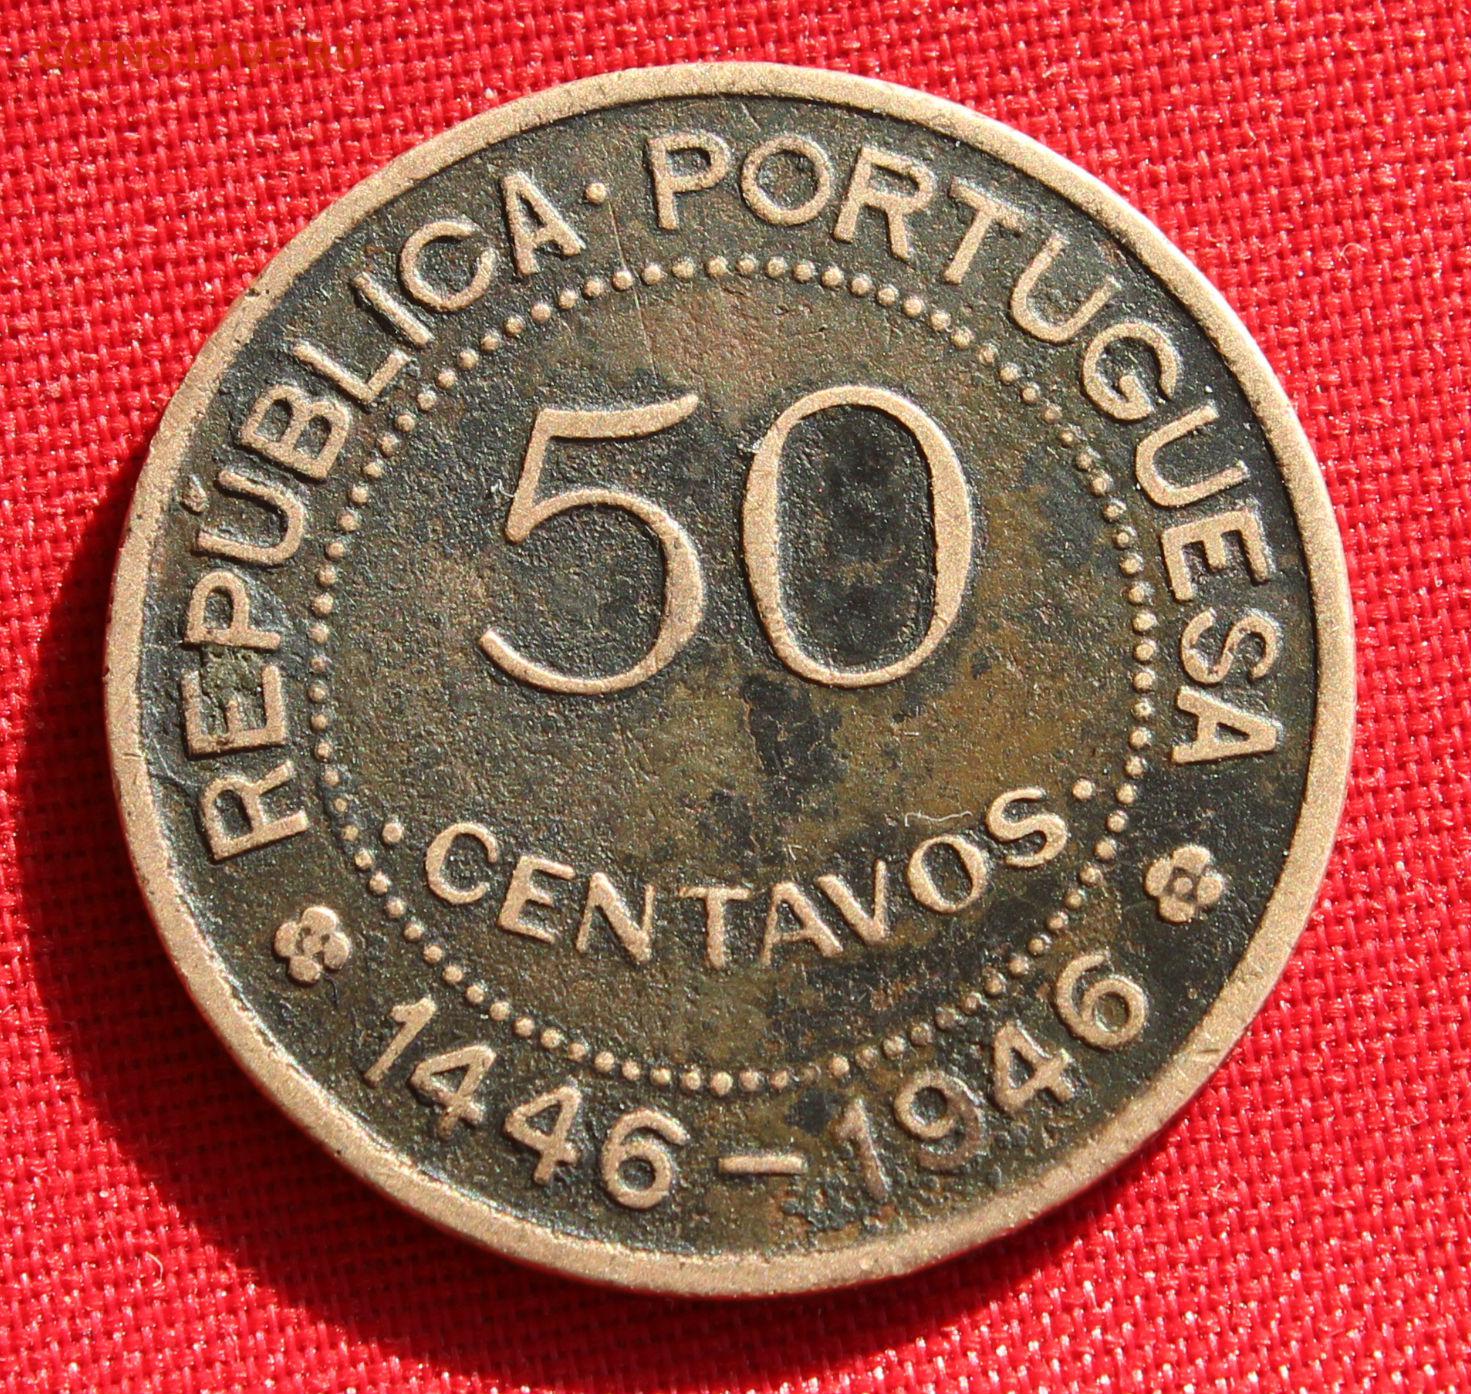 COINS.LAVE.RU
REPÚBLICA · PORTUGUESA
50
· CENTAVOS ·
1446–1946